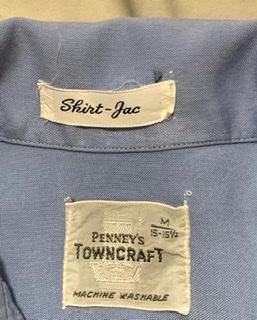 Shirt-Jac
M
15-15½
PENNEY'S
TOWNCRAFT
MACHINE WASHABLE